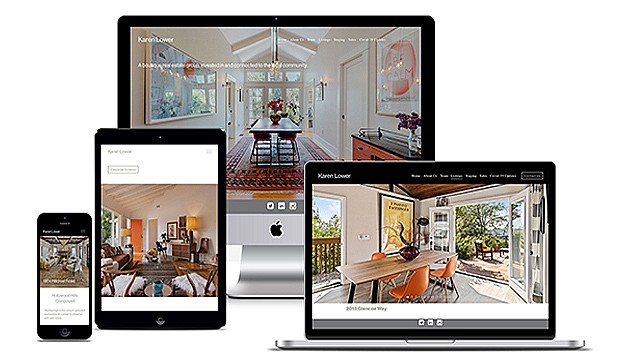 Karen Lower
Home About Us Team Listings Staging Sales Covid-19 Updates
A boutique real estate group, invested in and connected to the local community.
Karen Lower
Karen Lower
Home About Us Team Listings Staging Sales Covid-19 Updates
Contact Us
Karen Lower
Hollywood Hills
Compound
2013 Glencoe Way